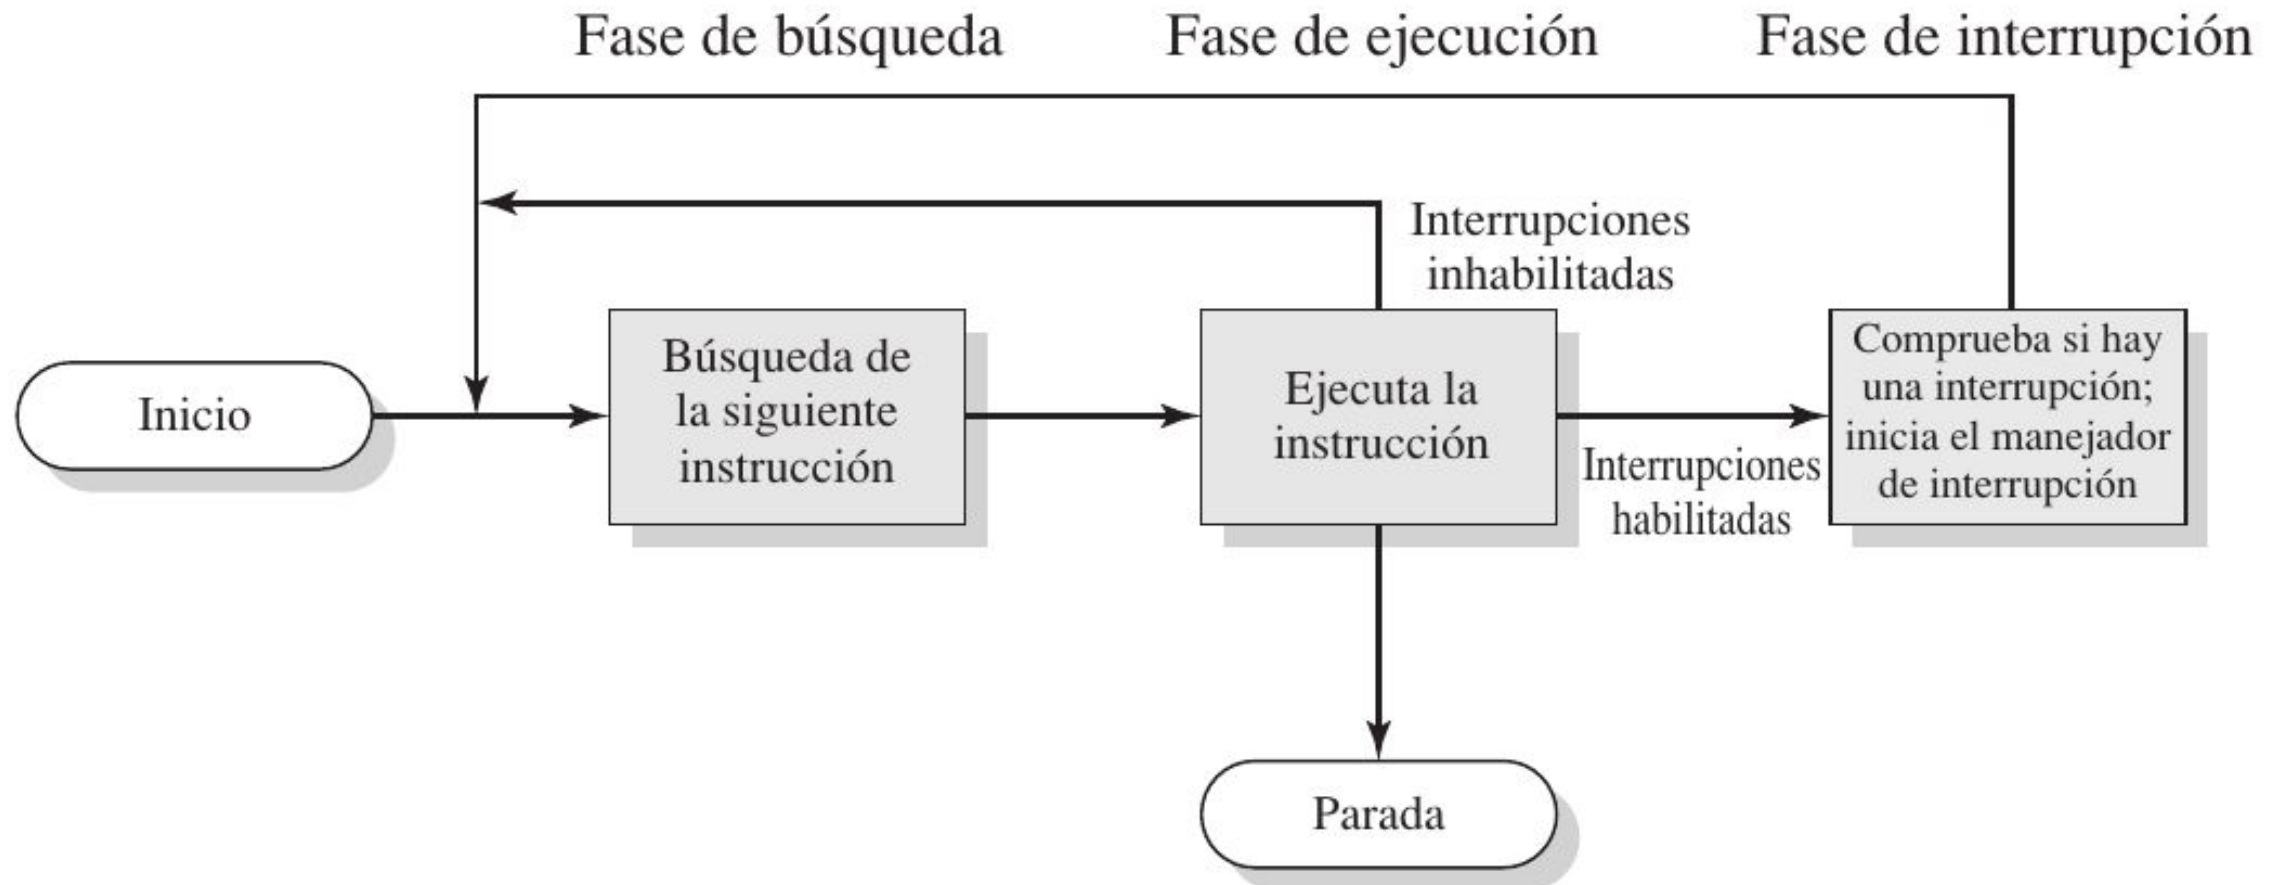 Fase de búsqueda
Fase de ejecución
Fase de interrupción
Interrupciones
inhabilitadas
Inicio
Búsqueda de
la siguiente
instrucción
Ejecuta la
instrucción
Interrupciones
habilitadas
Comprueba si hay
una interrupción;
inicia el manejador
de interrupción
Parada